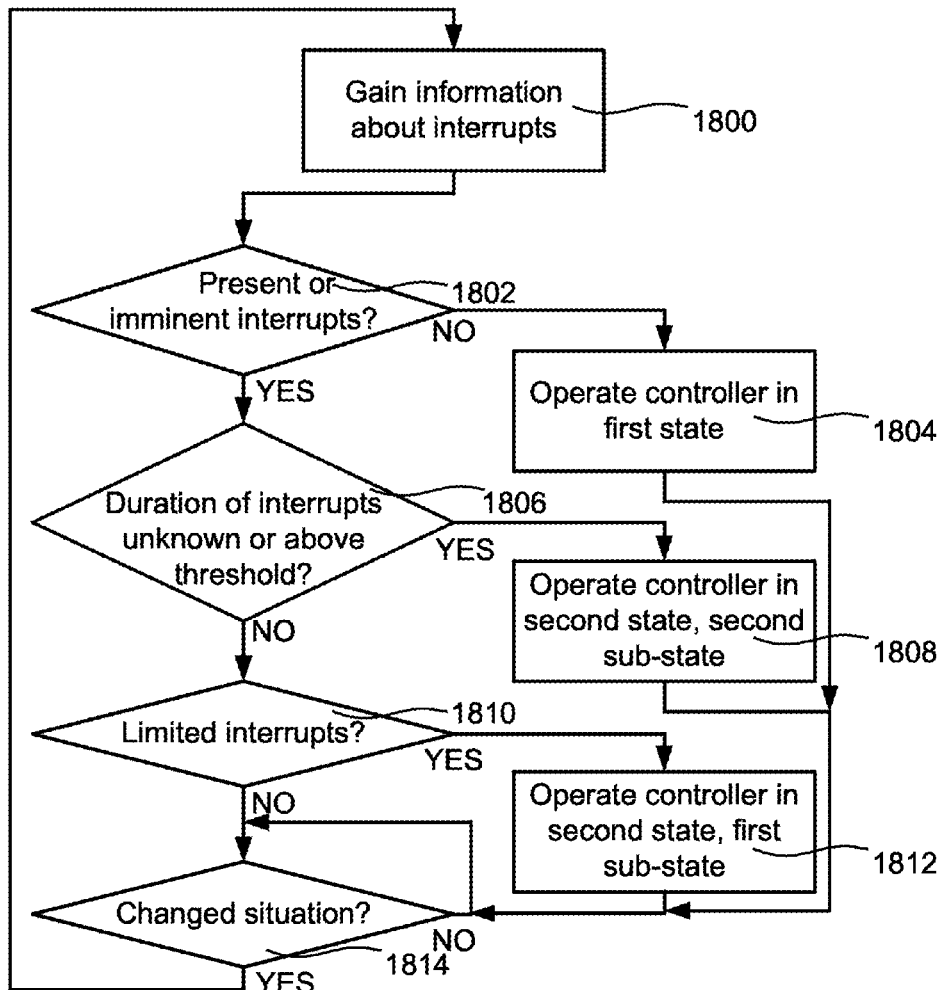 Gain information
about interrupts
1800
Present or
imminent interrupts?
1802
NO
YES
Operate controller in
first state
1804
Duration of interrupts
unknown or above
threshold?
1806
YES
NO
Operate controller in
second state, second
sub-state
1808
Limited interrupts?
1810
YES
NO
Operate controller in
second state, first
sub-state
1812
Changed situation?
NO
1814
YES